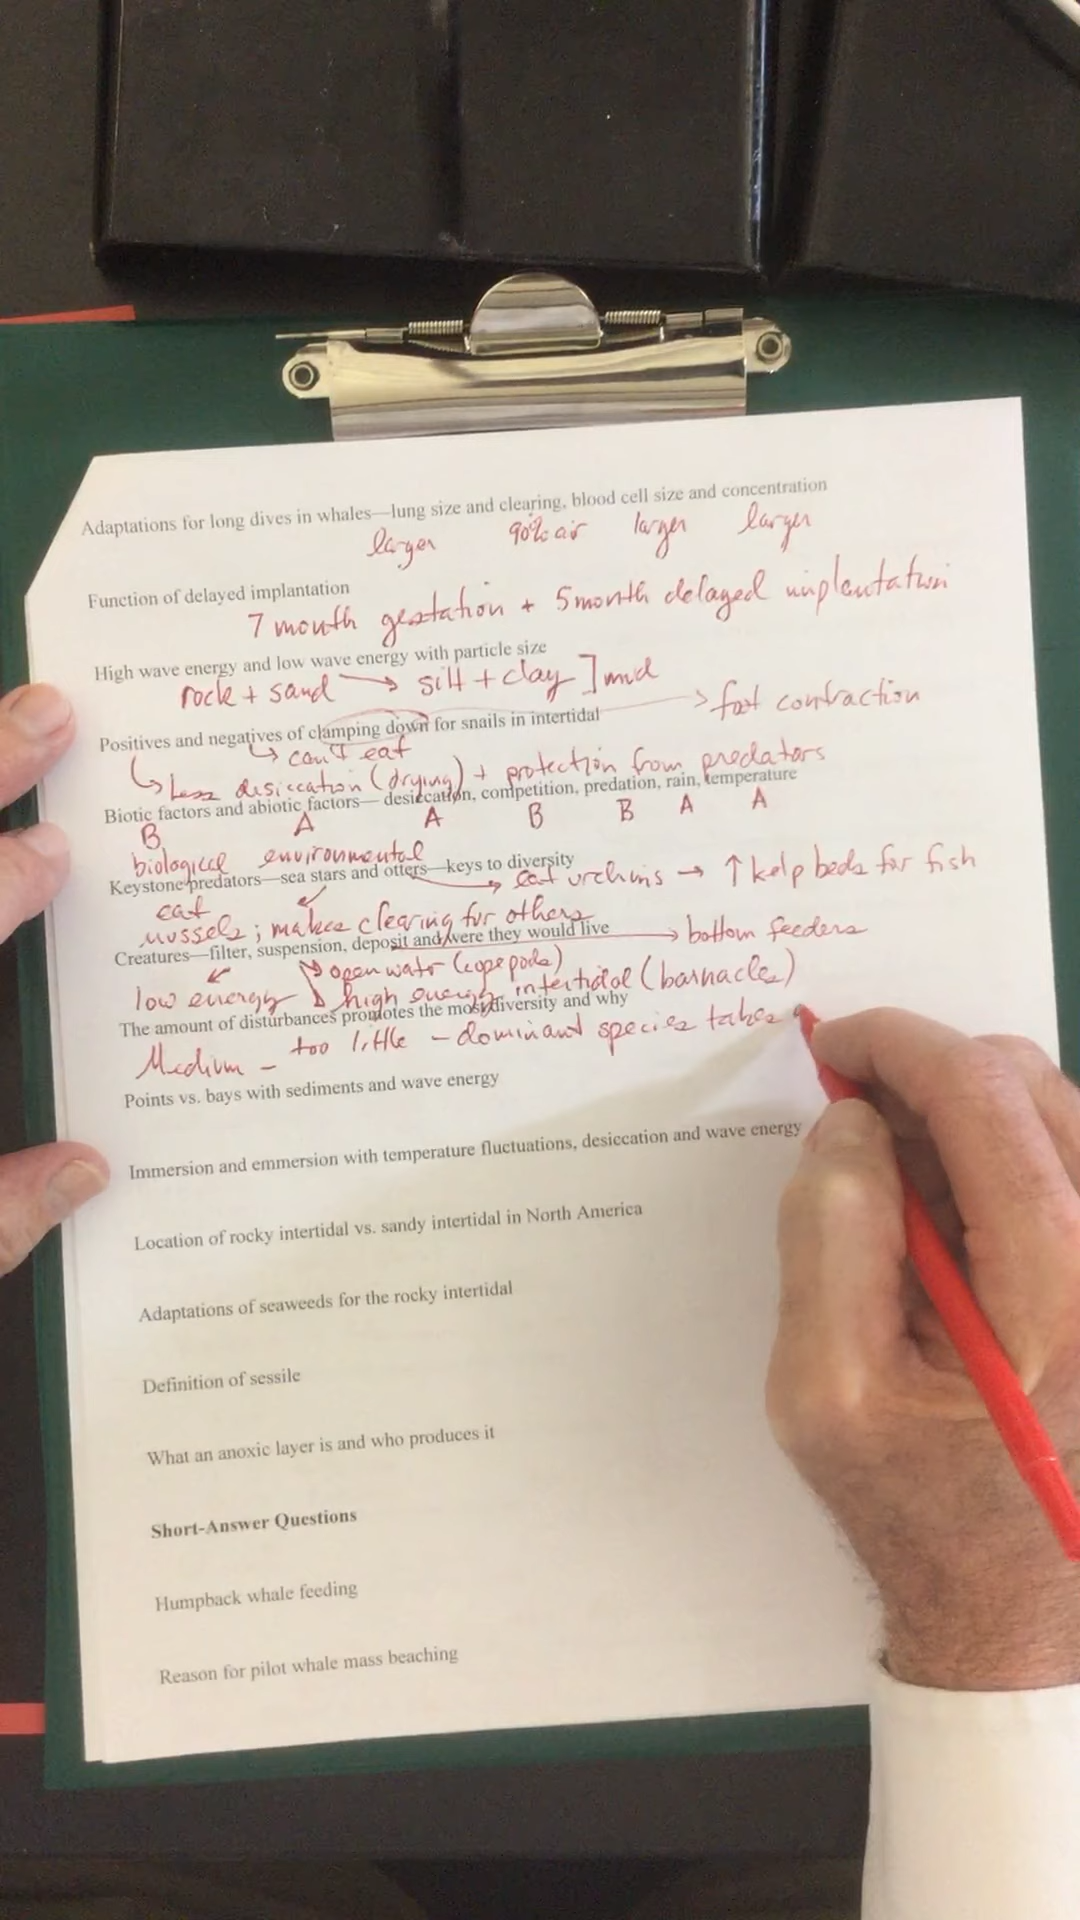 Adaptations for long dives in whales—lung size and clearing, blood cell size and concentration
larger 90% air larger larger
Function of delayed implantation
7 month gestation + 5 month delayed implantation
High wave energy and low wave energy with particle size
rock + sand → silt + clay ] mud
Positives and negatives of clamping down for snails in intertidal → foot contraction
↳ can't eat
↳ Less desiccation (drying) + protection from predators
Biotic factors and abiotic factors— desiccation, competition, predation, rain, temperature
B A A B B A A
biological environmental
Keystone predators—sea stars and otters—keys to diversity
→ eat urchins → ↑ kelp beds for fish
eat
mussels; makes clearing for others
Creatures—filter, suspension, deposit and were they would live → bottom feeders
open water (copepods)
low energy high energy intertidal (barnacles)
The amount of disturbances promotes the most diversity and why
Medium – too little – dominant species takes
Points vs. bays with sediments and wave energy
Immersion and emmersion with temperature fluctuations, desiccation and wave energy
Location of rocky intertidal vs. sandy intertidal in North America
Adaptations of seaweeds for the rocky intertidal
Definition of sessile
What an anoxic layer is and who produces it
Short-Answer Questions
Humpback whale feeding
Reason for pilot whale mass beaching